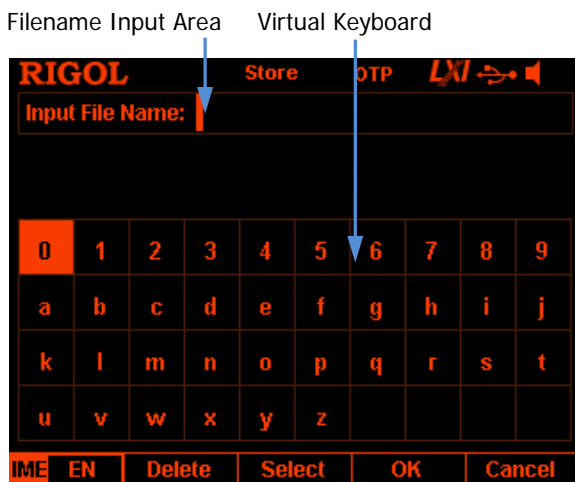 Filename Input Area Virtual Keyboard
RIGOL Store OTP LXI
Input File Name:
0 1 2 3 4 5 6 7 8 9
a b c d e f g h i j
k l m n o p q r s t
u v w x y z
IME EN Delete Select OK Cancel